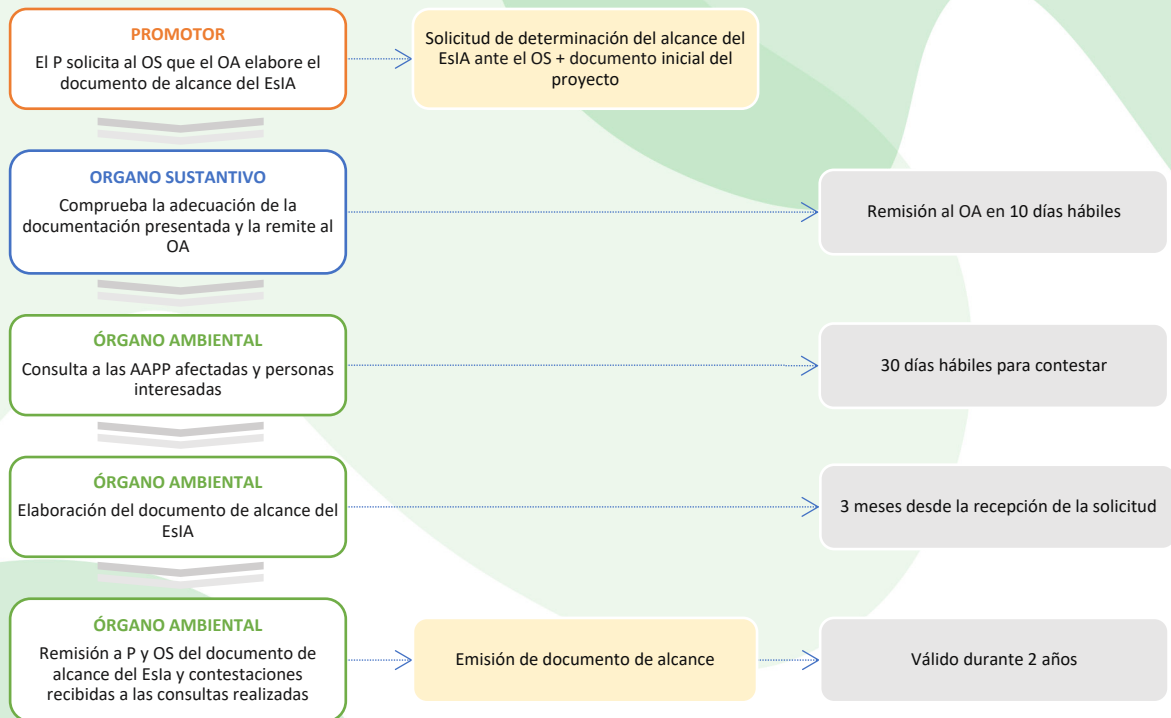 PROMOTOR
El P solicita al OS que el OA elabore el
documento de alcance del EsIA
Solicitud de determinación del alcance del
EsIA ante el OS + documento inicial del
proyecto
ORGANO SUSTANTIVO
Comprueba la adecuación de la
documentación presentada y la remite al
OA
Remisión al OA en 10 días hábiles
ÓRGANO AMBIENTAL
Consulta a las AAPP afectadas y personas
interesadas
30 días hábiles para contestar
ÓRGANO AMBIENTAL
Elaboración del documento de alcance del
EsIA
3 meses desde la recepción de la solicitud
ÓRGANO AMBIENTAL
Remisión a P y OS del documento de
alcance del EsIa y contestaciones
recibidas a las consultas realizadas
Emisión de documento de alcance
Válido durante 2 años